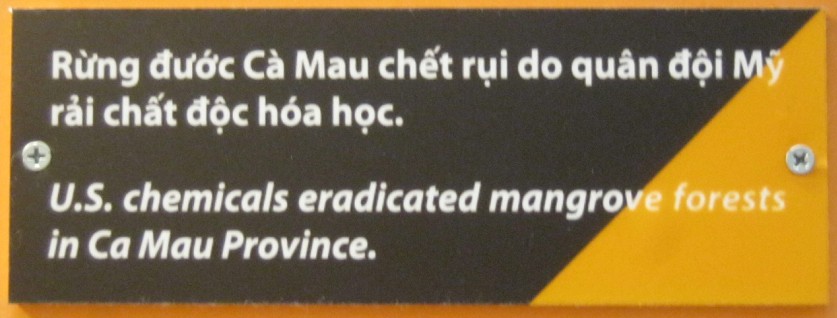 Rừng đước Cà Mau chết rụi do quân đội Mỹ
rải chất độc hóa học.
U.S. chemicals eradicated mangrove forests
in Ca Mau Province.